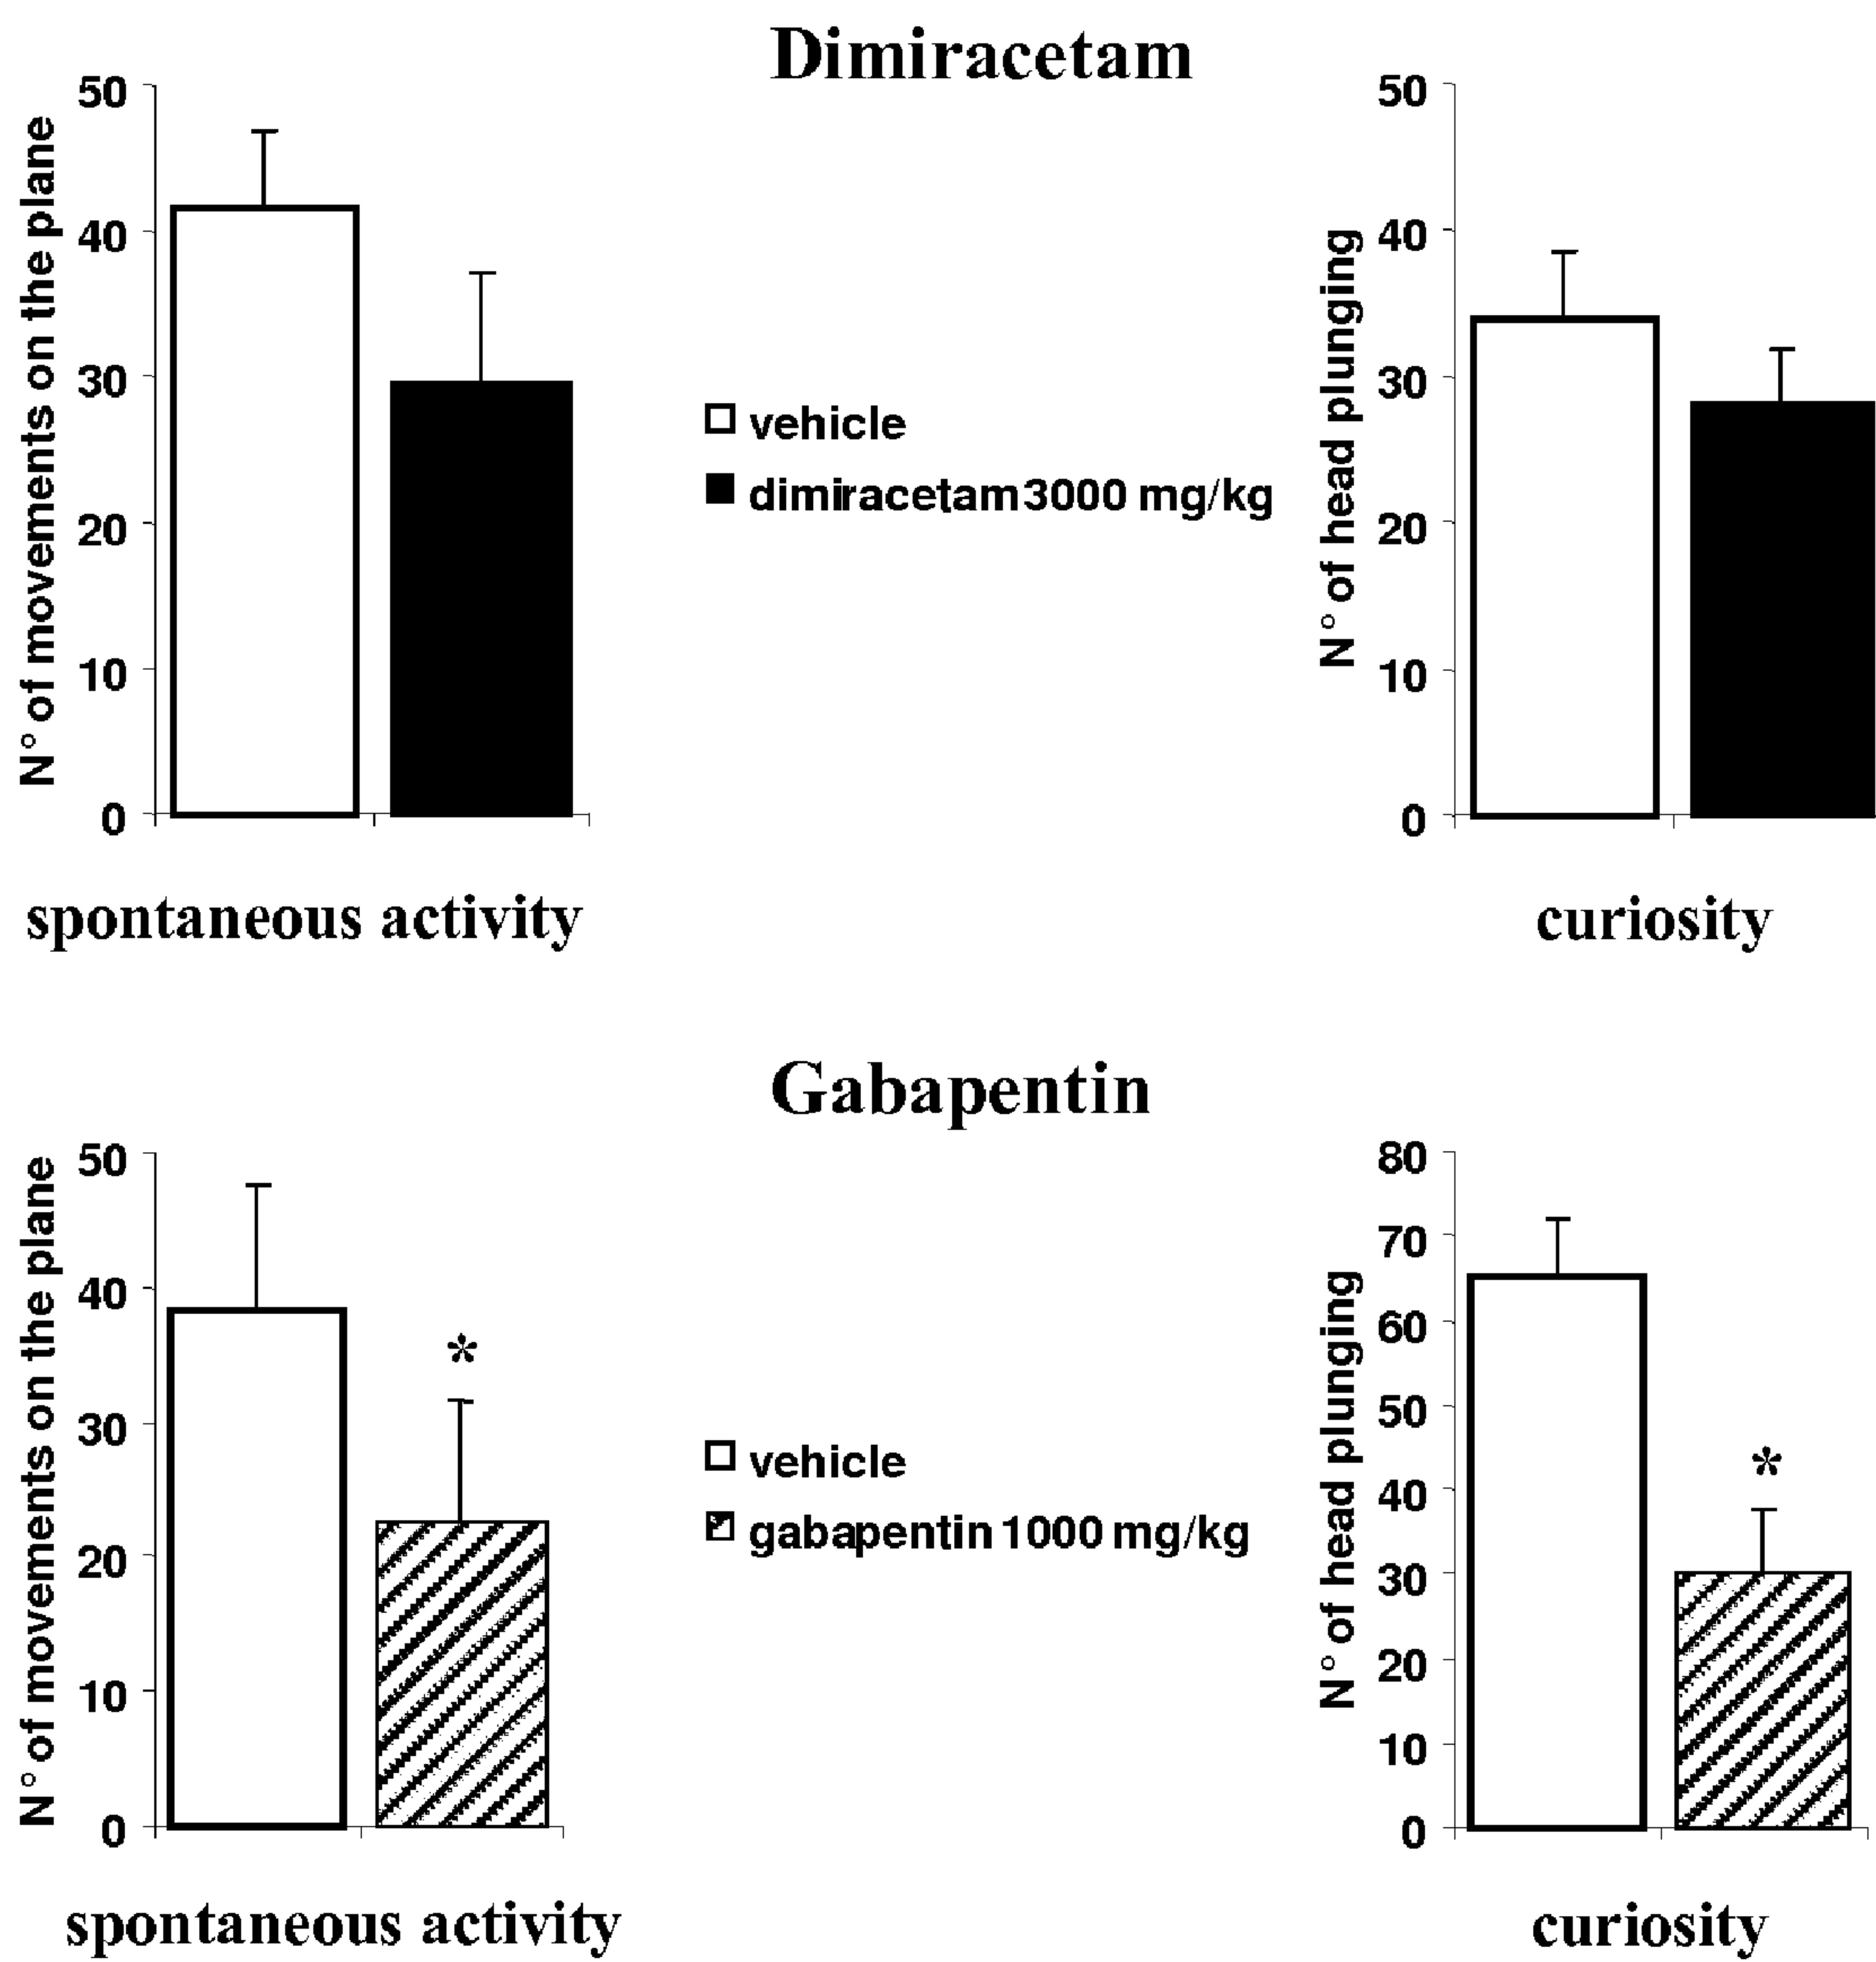 Dimiracetam
N° of movements on the plane
50
40
30
20
10
0
spontaneous activity
vehicle
dimiracetam 3000 mg/kg
N° of head plunging
50
40
30
20
10
0
curiosity
Gabapentin
N° of movements on the plane
50
40
30
20
10
0
*
spontaneous activity
vehicle
gabapentin 1000 mg/kg
N° of head plunging
80
70
60
50
40
30
20
10
0
*
curiosity